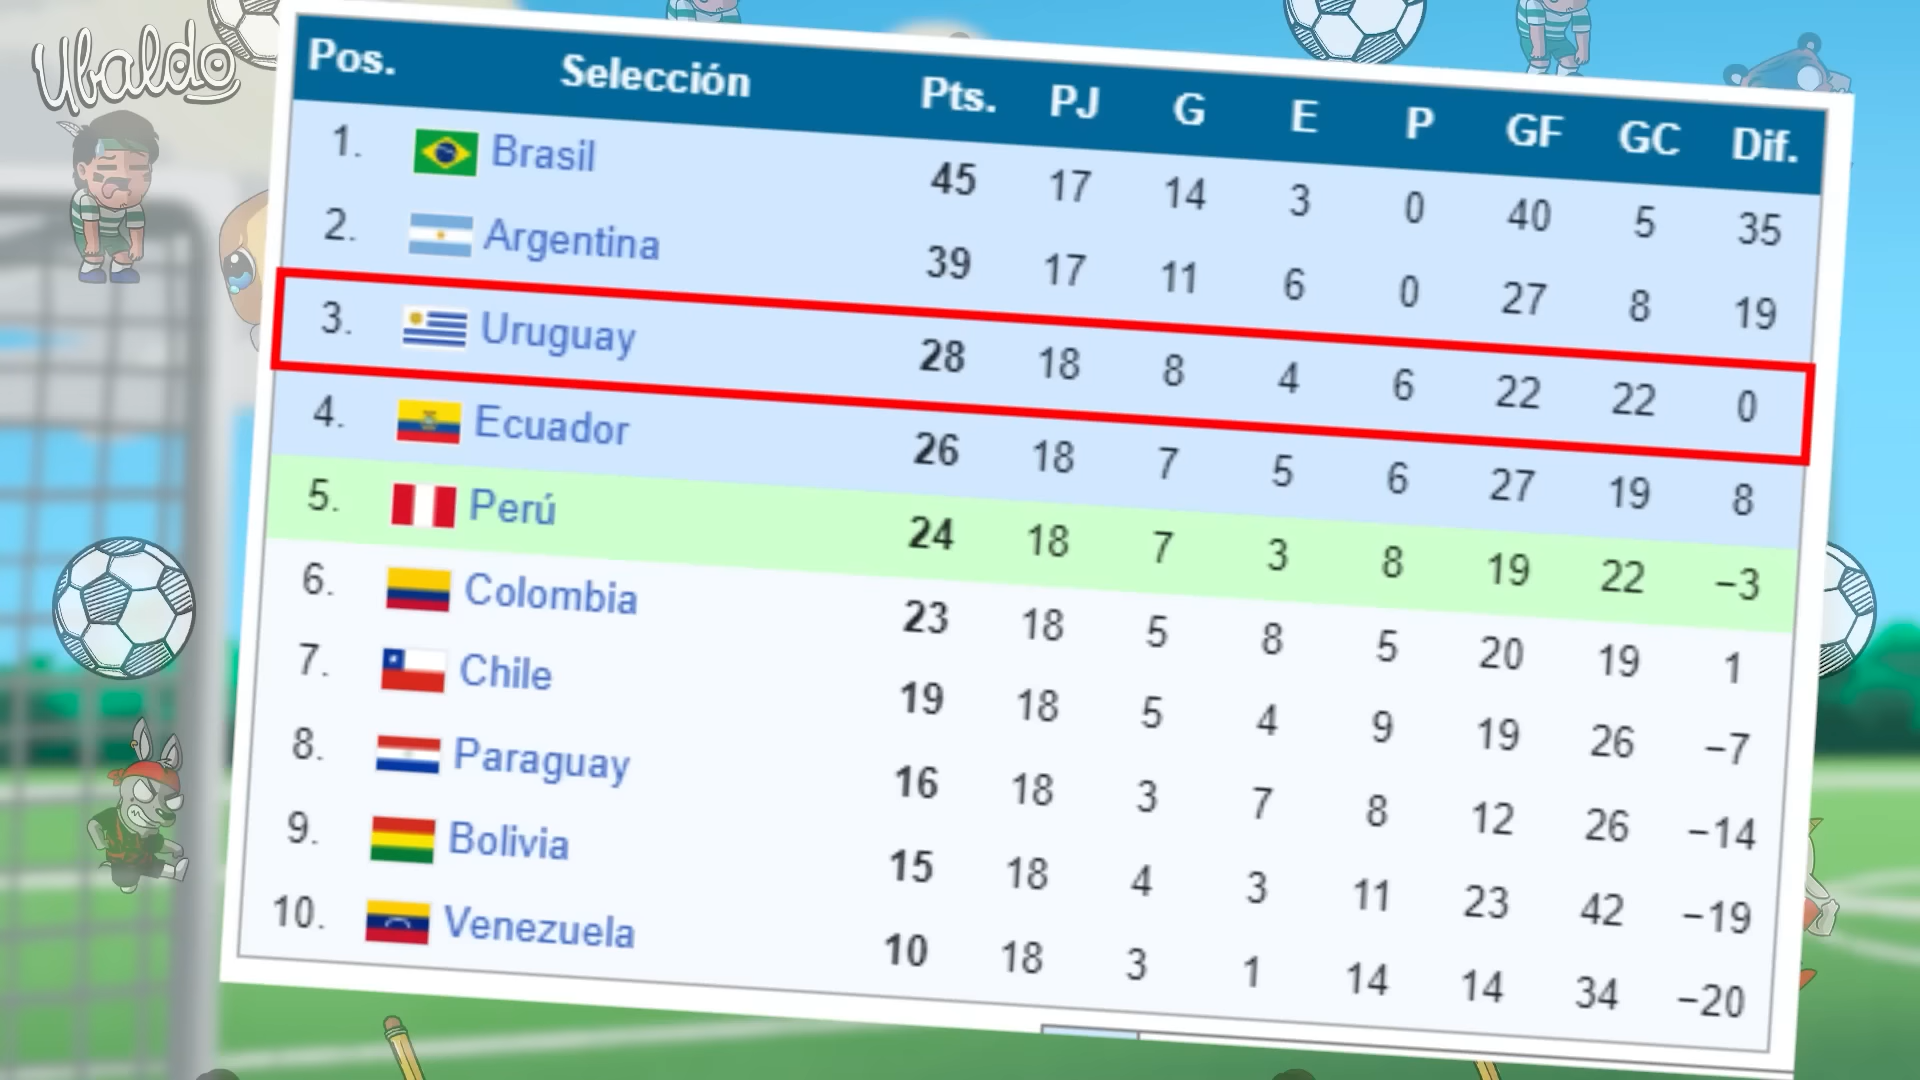 Ubaldo
Pos. Selección Pts. PJ G E P GF GC Dif.
1. Brasil 45 17 14 3 0 40 5 35
2. Argentina 39 17 11 6 0 27 8 19
3. Uruguay 28 18 8 4 6 22 22 0
4. Ecuador 26 18 7 5 6 27 19 8
5. Perú 24 18 7 3 8 19 22 −3
6. Colombia 23 18 5 8 5 20 19 1
7. Chile 19 18 5 4 9 19 26 −7
8. Paraguay 16 18 3 7 8 12 26 −14
9. Bolivia 15 18 4 3 11 23 42 −19
10. Venezuela 10 18 3 1 14 14 34 −20